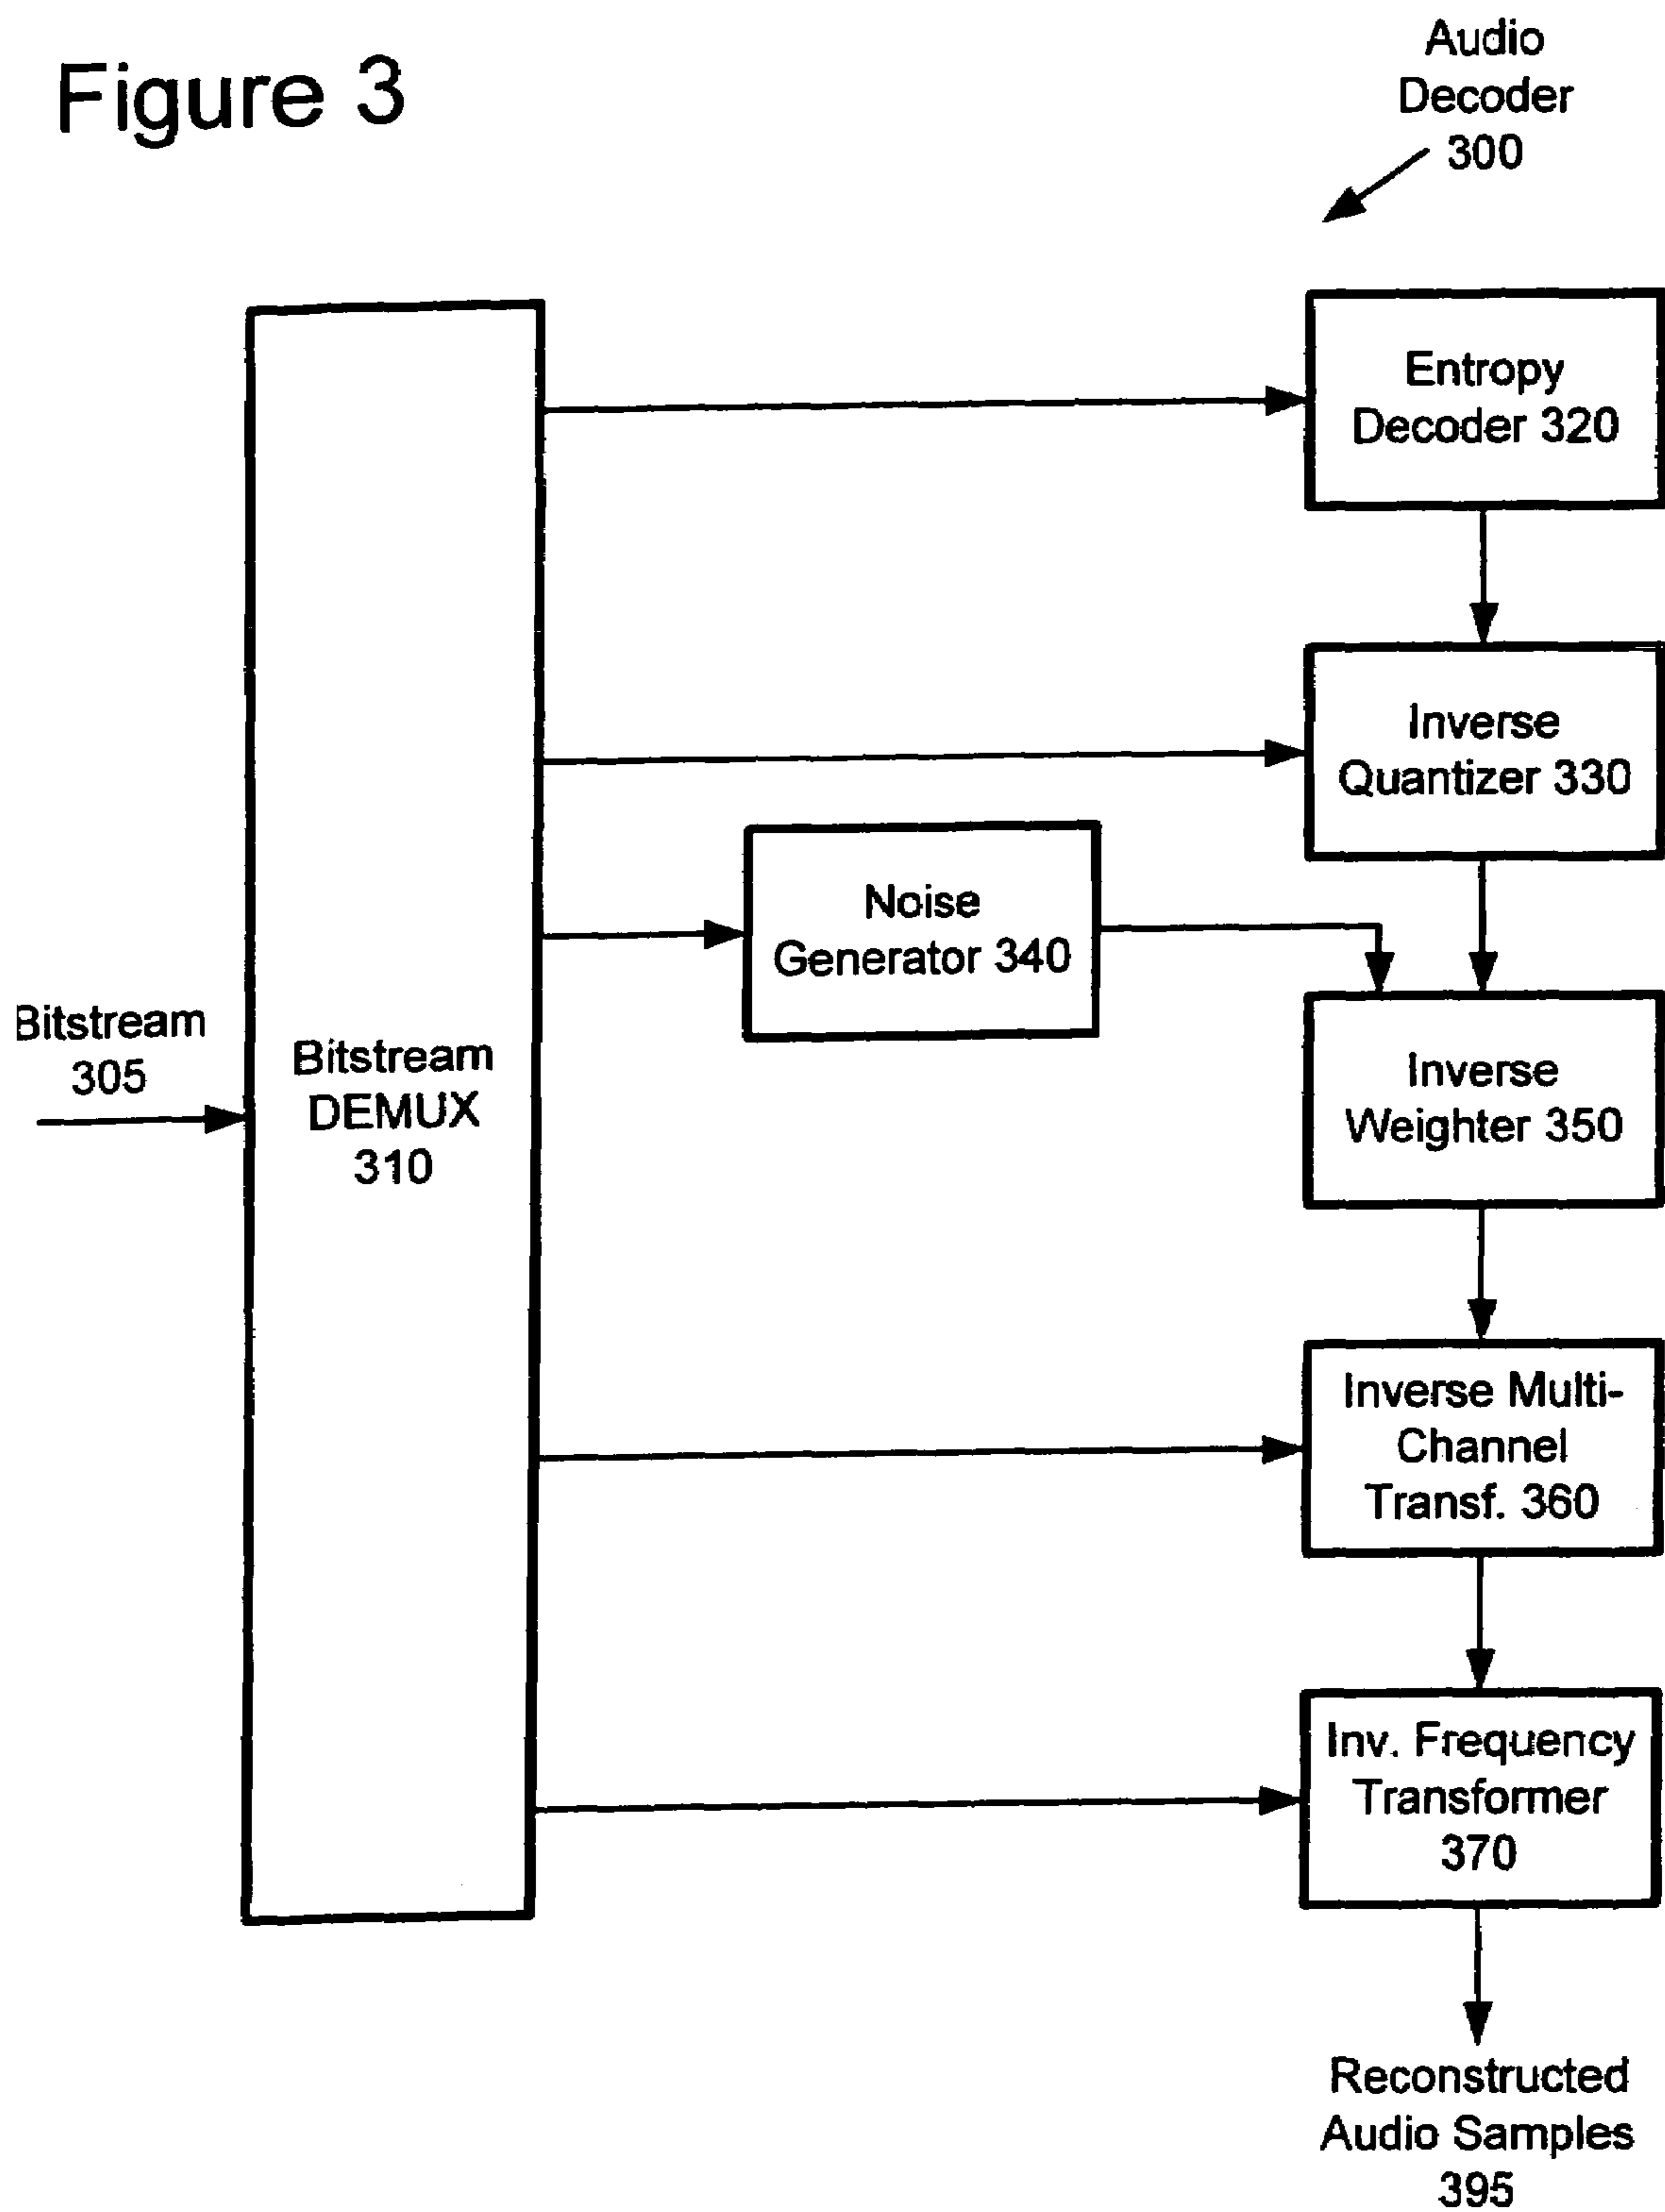 Figure 3
Audio
Decoder
300
Entropy
Decoder 320
Inverse
Quantizer 330
Noise
Generator 340
Bitstream
305
Bitstream
DEMUX
310
Inverse
Weighter 350
Inverse Multi-
Channel
Transf. 360
Inv. Frequency
Transformer
370
Reconstructed
Audio Samples
395